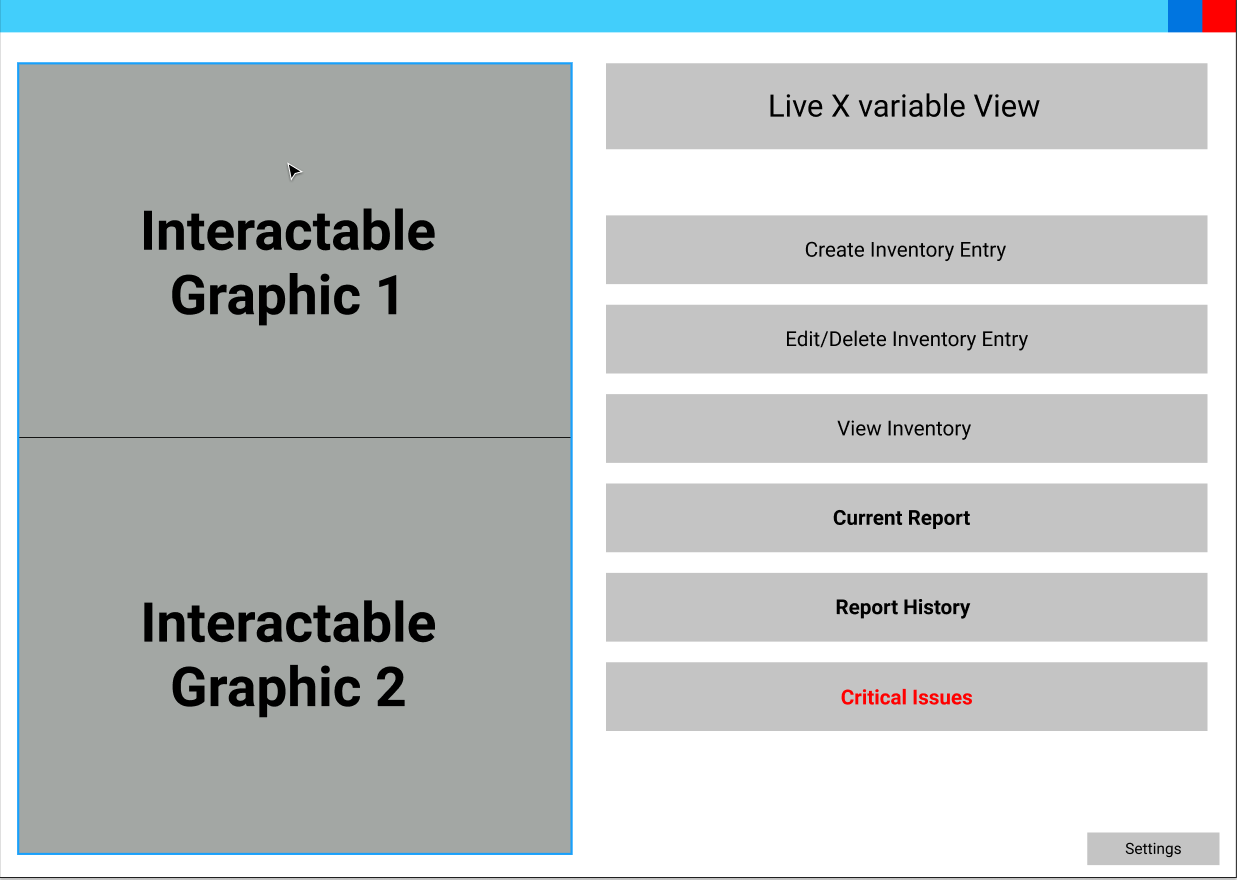 Interactable
Graphic 1
Interactable
Graphic 2
Live X variable View
Create Inventory Entry
Edit/Delete Inventory Entry
View Inventory
Current Report
Report History
Critical Issues
Settings